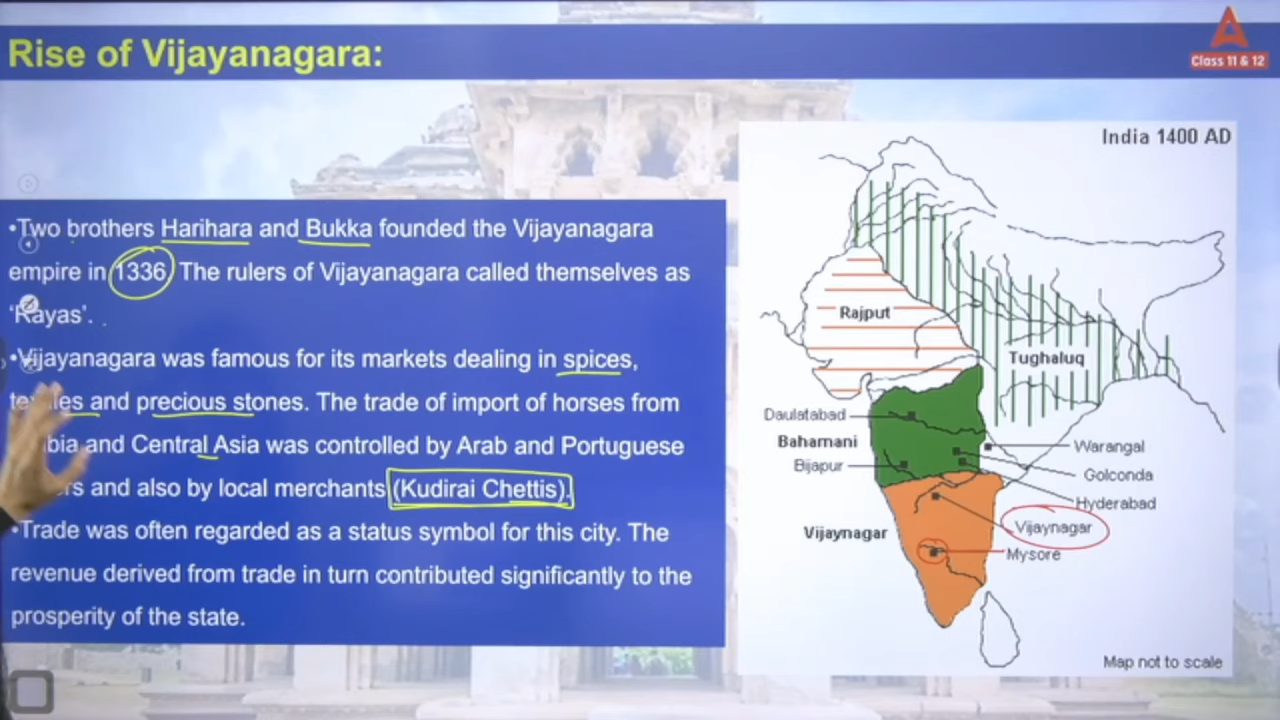 Rise of Vijayanagara:
Class 11 & 12
•Two brothers Harihara and Bukka founded the Vijayanagara
empire in 1336 The rulers of Vijayanagara called themselves as
‘Rayas’.
•Vijayanagara was famous for its markets dealing in spices,
and precious stones. The trade of import of horses from
and Central Asia was controlled by Arab and Portuguese
and also by local merchants (Kudirai Chettis).
•Trade was often regarded as a status symbol for this city. The
revenue derived from trade in turn contributed significantly to the
prosperity of the state.
India 1400 AD
Rajput
Tughaluq
Daulatabad
Bahamani
Bijapur
Warangal
Golconda
Hyderabad
Vijaynagar
Vijaynagar
Mysore
Map not to scale